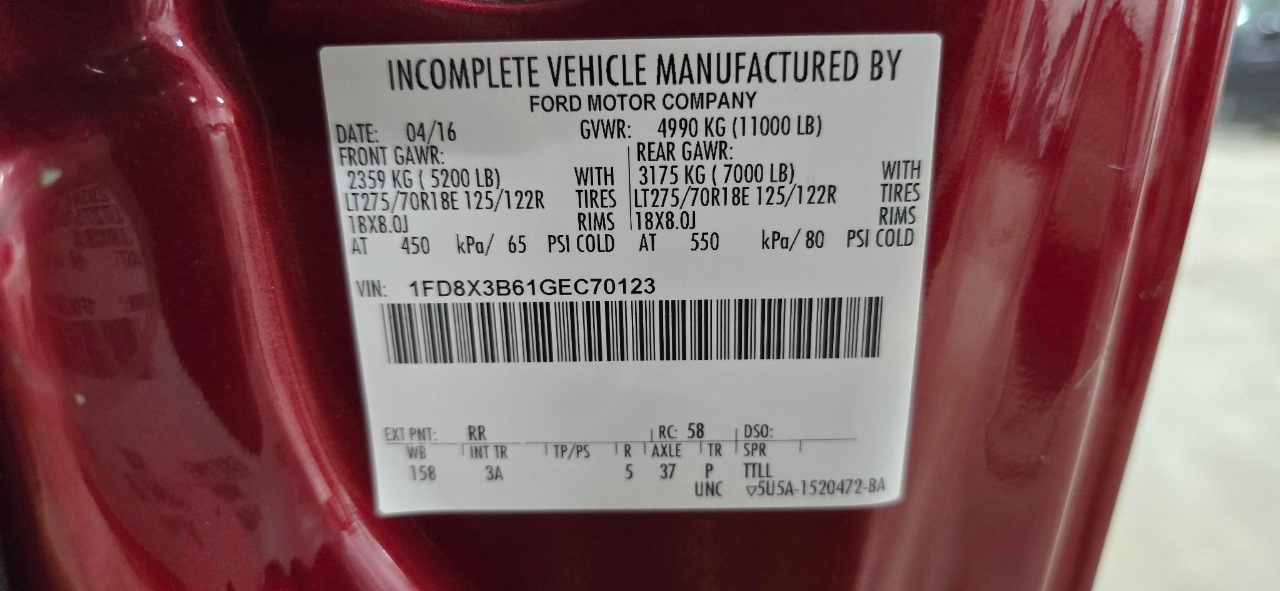 INCOMPLETE VEHICLE MANUFACTURED BY
FORD MOTOR COMPANY
DATE: 04/16 GVWR: 4990 KG (11000 LB)
FRONT GAWR: REAR GAWR:
2359 KG ( 5200 LB) WITH 3175 KG ( 7000 LB) WITH
LT275/70R18E 125/122R TIRES LT275/70R18E 125/122R TIRES
18X8.0J RIMS 18X8.0J RIMS
AT 450 kPa/ 65 PSI COLD AT 550 kPa/ 80 PSI COLD
VIN: 1FD8X3B61GEC70123
EXT PNT: RR RC: 58 DSO:
WB INT TR TP/PS R AXLE TR SPR
158 3A 5 37 P TTLL
UNC ▽5U5A-1520472-BA